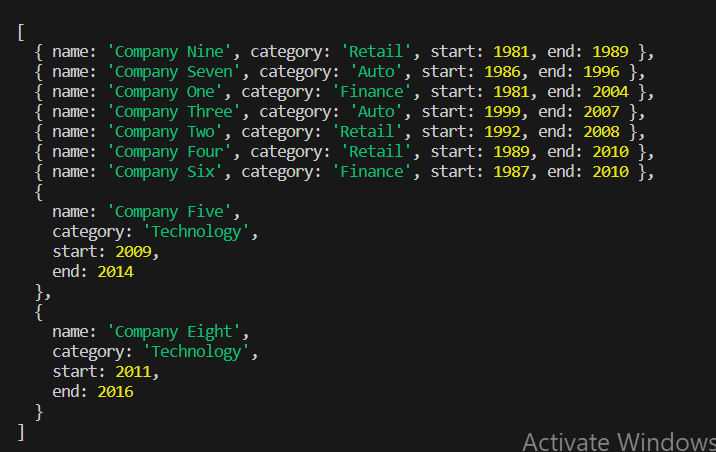 [
  { name: 'Company Nine', category: 'Retail', start: 1981, end: 1989 },
  { name: 'Company Seven', category: 'Auto', start: 1986, end: 1996 },
  { name: 'Company One', category: 'Finance', start: 1981, end: 2004 },
  { name: 'Company Three', category: 'Auto', start: 1999, end: 2007 },
  { name: 'Company Two', category: 'Retail', start: 1992, end: 2008 },
  { name: 'Company Four', category: 'Retail', start: 1989, end: 2010 },
  { name: 'Company Six', category: 'Finance', start: 1987, end: 2010 },
  {
    name: 'Company Five',
    category: 'Technology',
    start: 2009,
    end: 2014
  },
  {
    name: 'Company Eight',
    category: 'Technology',
    start: 2011,
    end: 2016
  }
]
Activate Windows